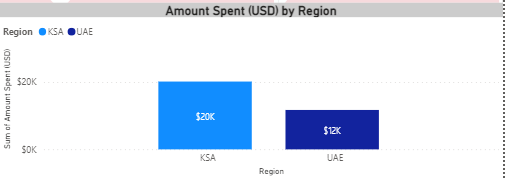 Amount Spent (USD) by Region
Region KSA UAE
Sum of Amount Spent (USD)
$20K
$0K
$20K
$12K
KSA
UAE
Region